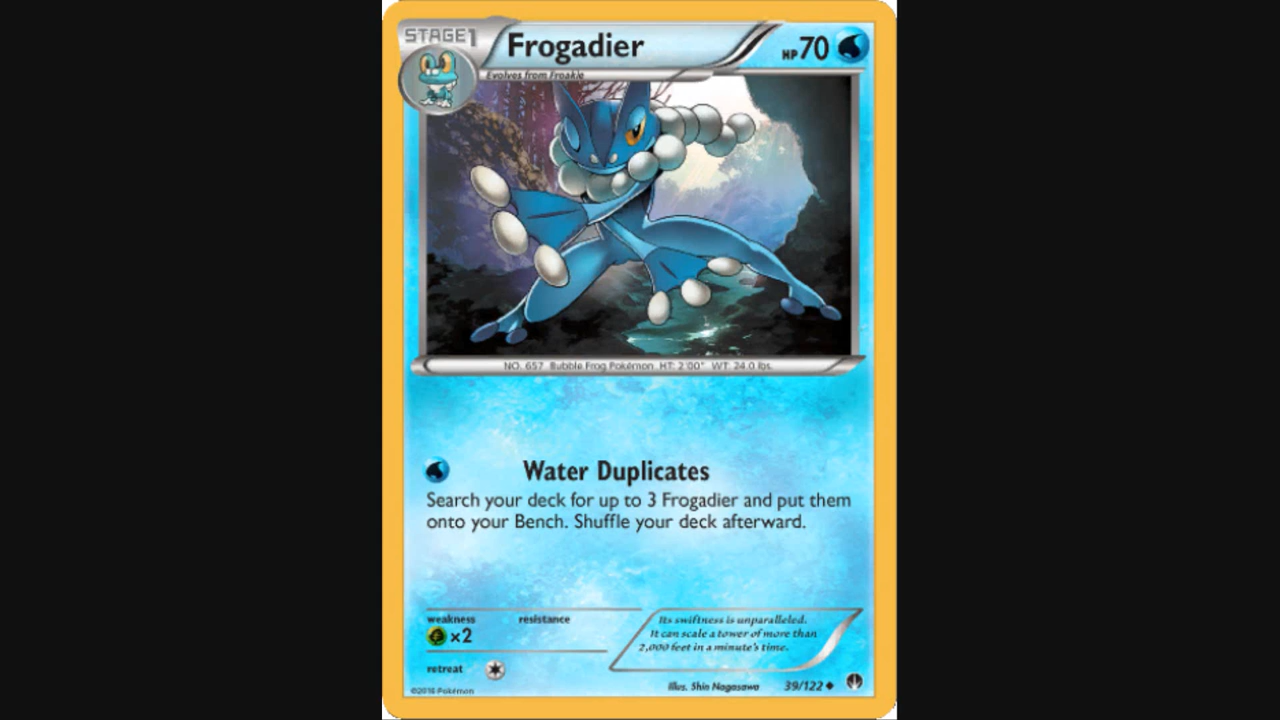 STAGE1
Frogadier
HP70
Evolves from Froakie
NO. 657 Bubble Frog Pokémon HT: 2'00" WT: 24.0 lbs.
Water Duplicates
Search your deck for up to 3 Frogadier and put them
onto your Bench. Shuffle your deck afterward.
weakness
resistance
×2
Its swiftness is unparalleled.
It can scale a tower of more than
2,000 feet in a minute's time.
retreat
©2016 Pokémon
Illus. Shin Nagasawa
39/122